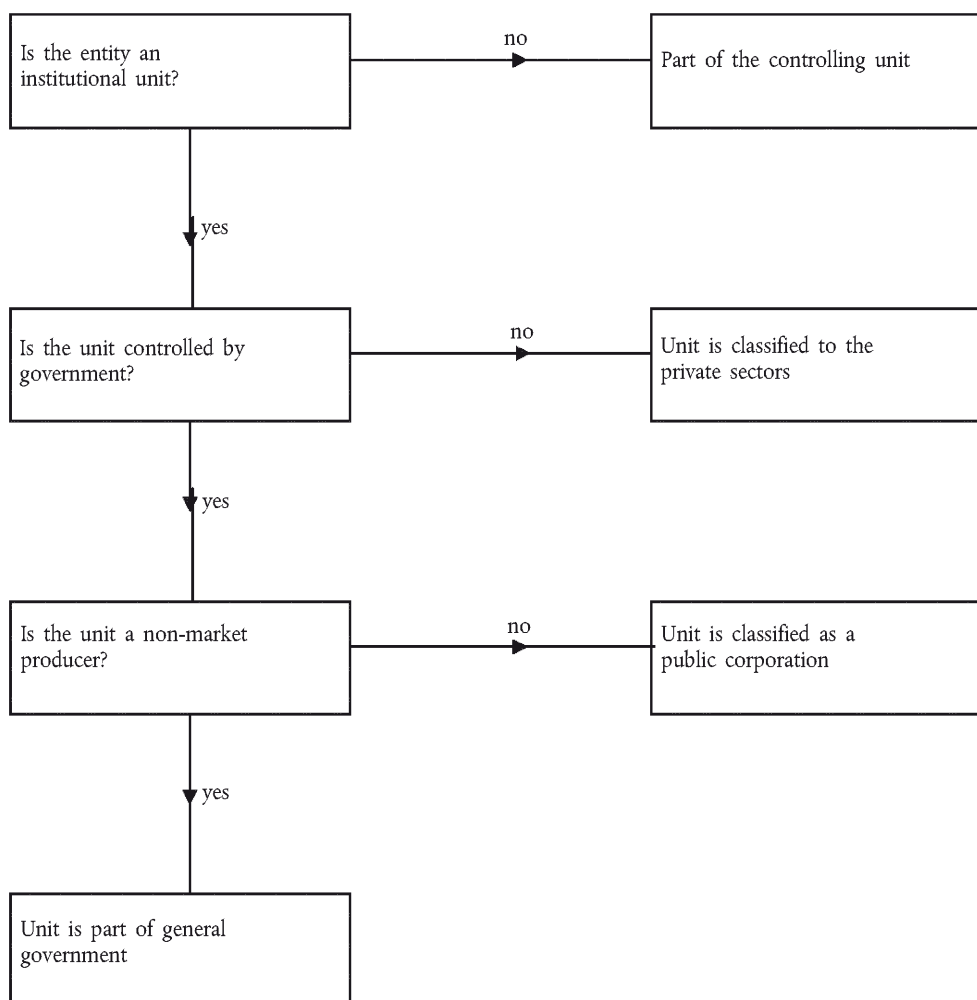 Is the entity an
institutional unit?
no
Part of the controlling unit
yes
Is the unit controlled by
government?
no
Unit is classified to the
private sectors
yes
Is the unit a non-market
producer?
no
Unit is classified as a
public corporation
yes
Unit is part of general
government